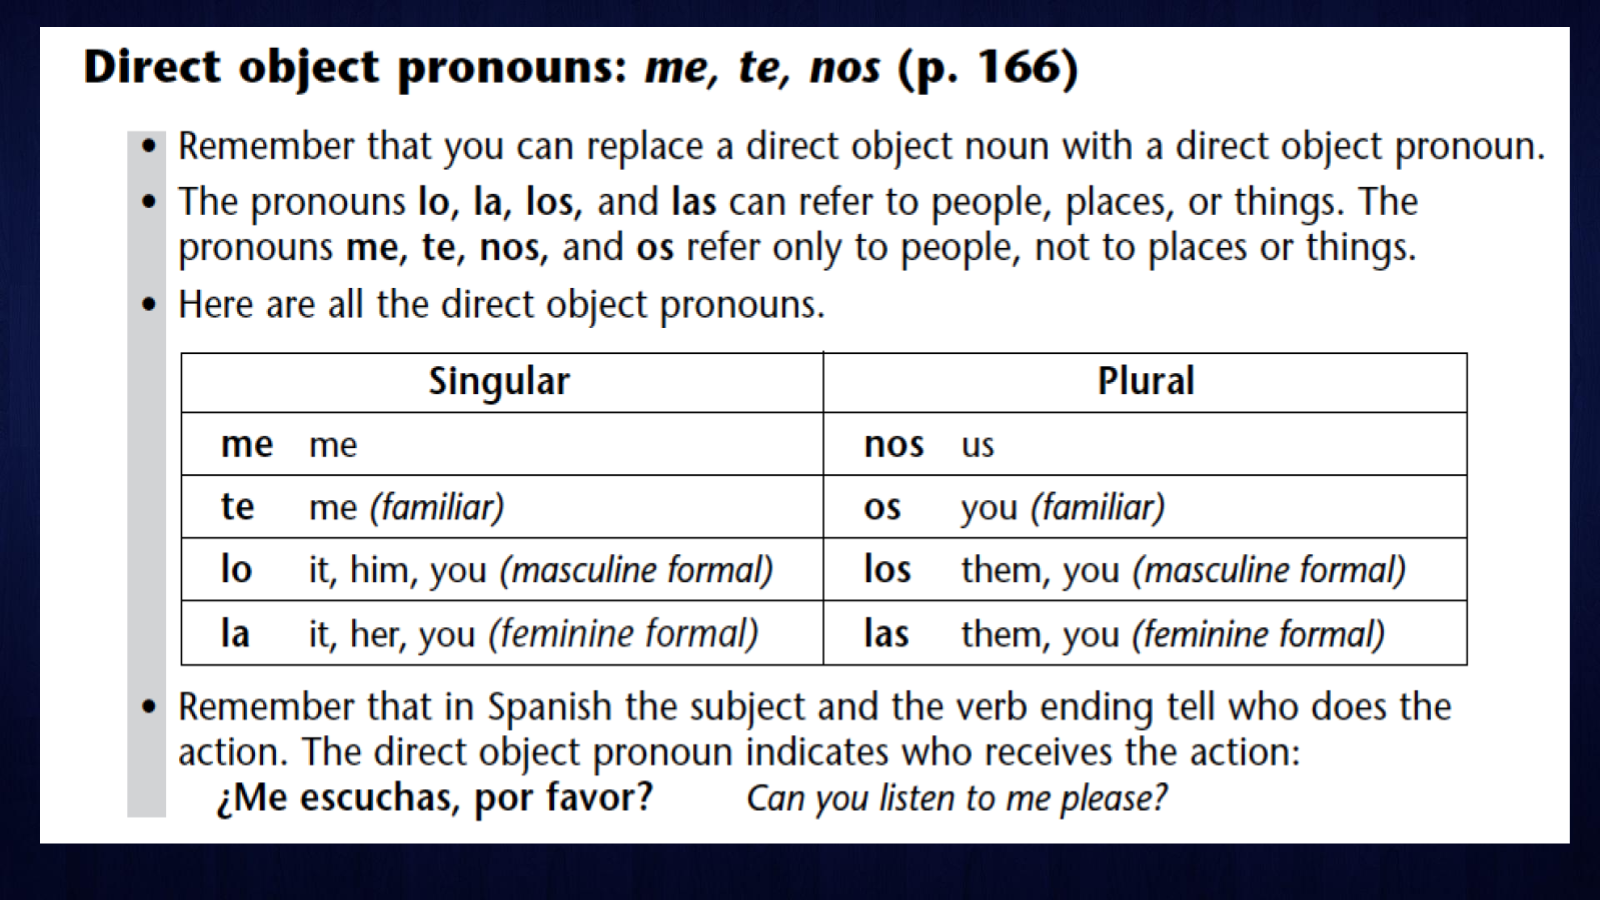 Direct object pronouns: me, te, nos (p. 166)
• Remember that you can replace a direct object noun with a direct object pronoun.
• The pronouns lo, la, los, and las can refer to people, places, or things. The
pronouns me, te, nos, and os refer only to people, not to places or things.
• Here are all the direct object pronouns.
Singular Plural
me me nos us
te me (familiar) os you (familiar)
lo it, him, you (masculine formal) los them, you (masculine formal)
la it, her, you (feminine formal) las them, you (feminine formal)
• Remember that in Spanish the subject and the verb ending tell who does the
action. The direct object pronoun indicates who receives the action:
¿Me escuchas, por favor? Can you listen to me please?